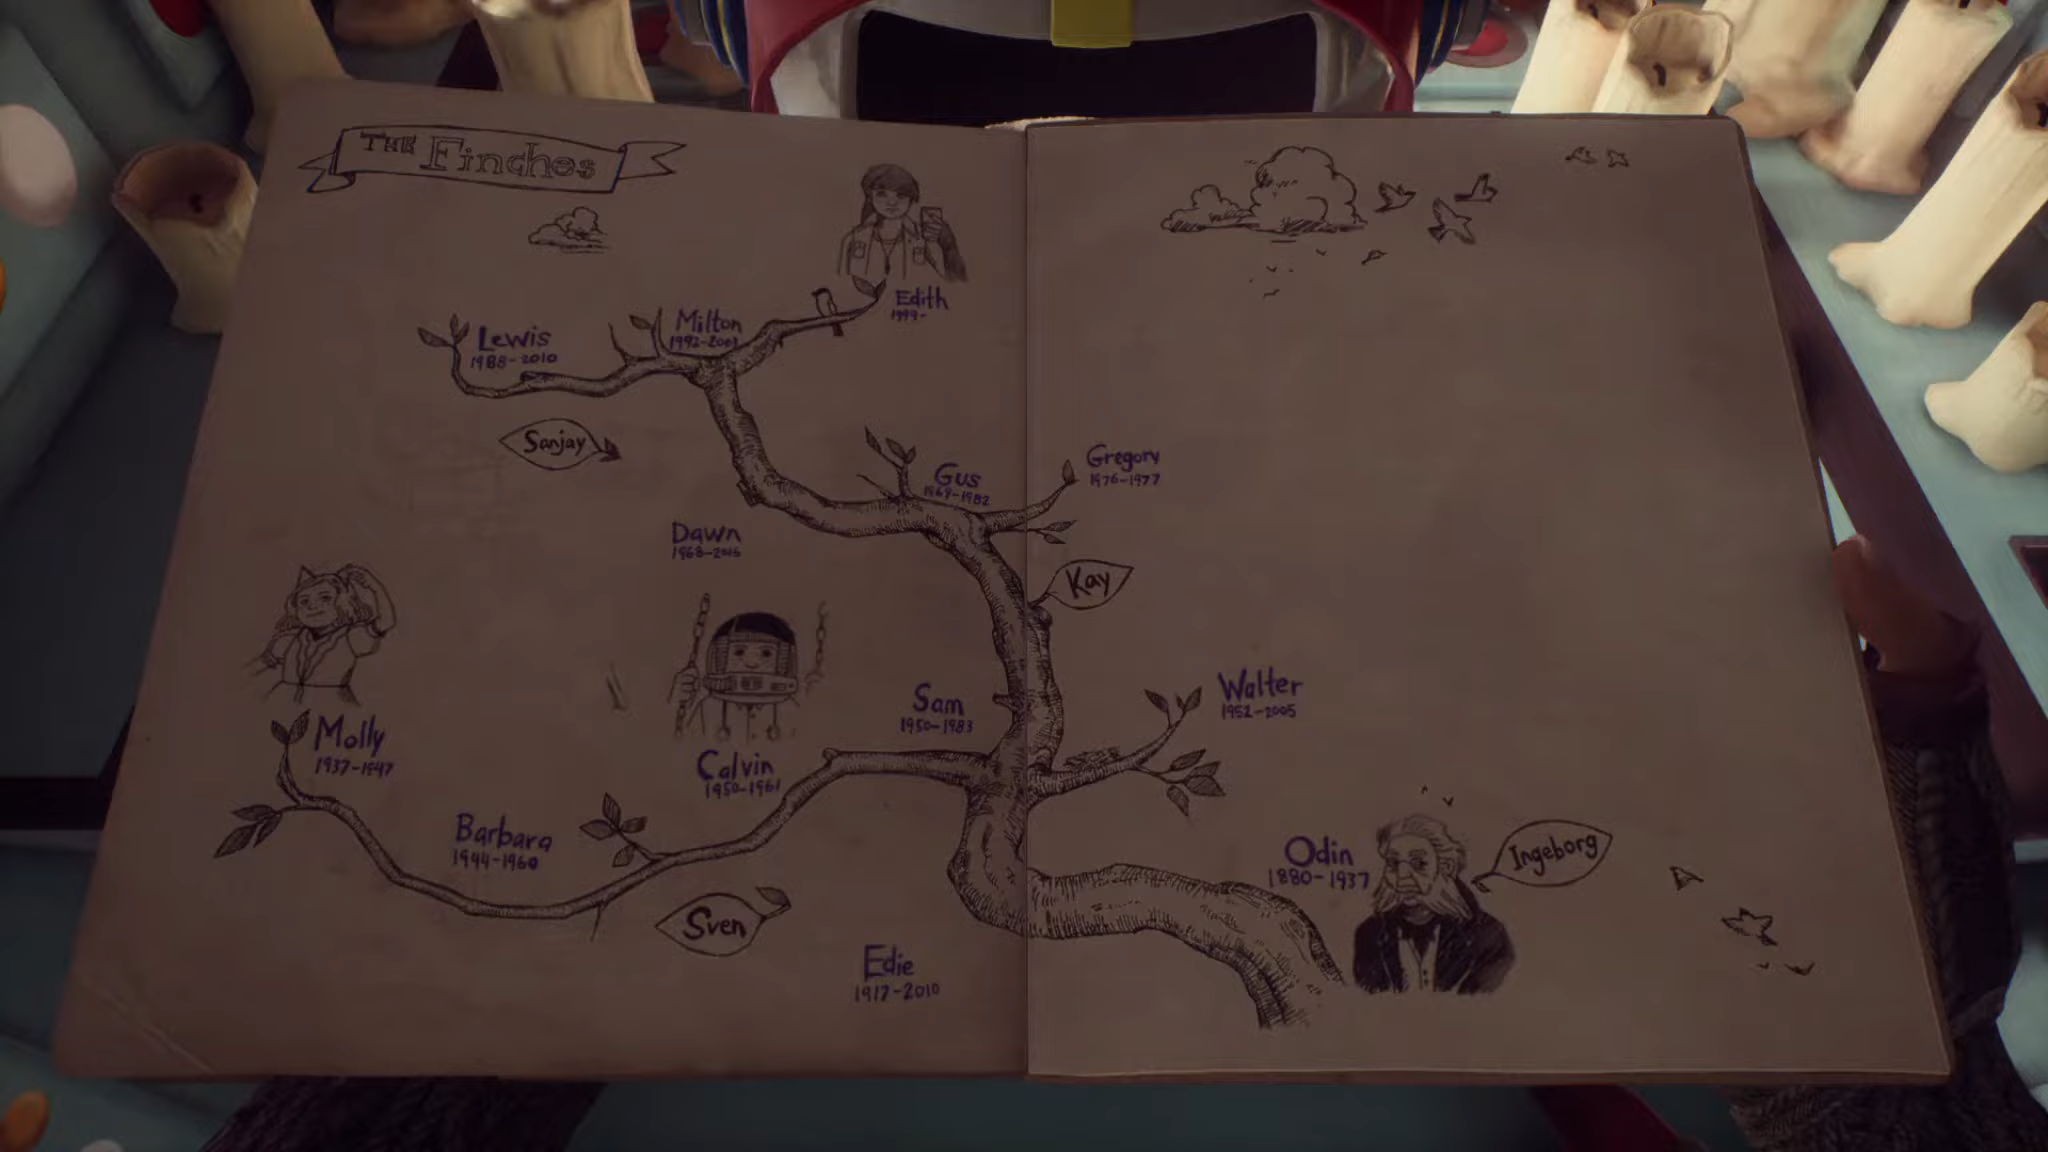 THE Finches
Edith
1999-
Milton
1992-2003
Lewis
1988-2010
Sanjay
Gus
1969-1982
Gregory
1976-1977
Dawn
1968-2016
Kay
Sam
1950-1983
Walter
1952-2005
Molly
1937-1947
Calvin
1950-1961
Barbara
1944-1960
Odin
1880-1937
Ingeborg
Sven
Edie
1917-2010